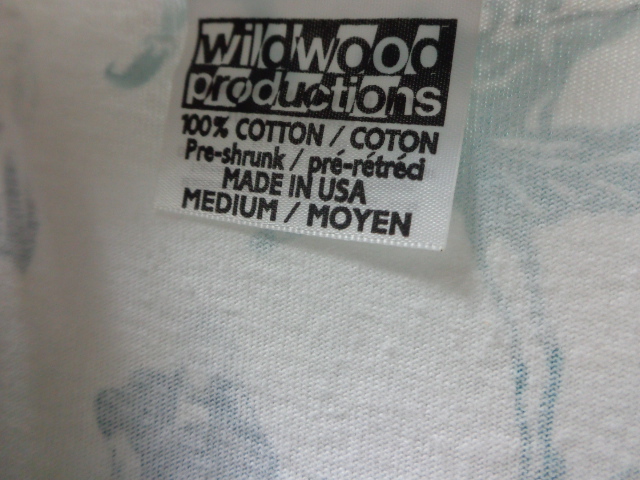 wildwood
productions
100% COTTON / COTON
Pre-shrunk / pré-rétréci
MADE IN USA
MEDIUM / MOYEN